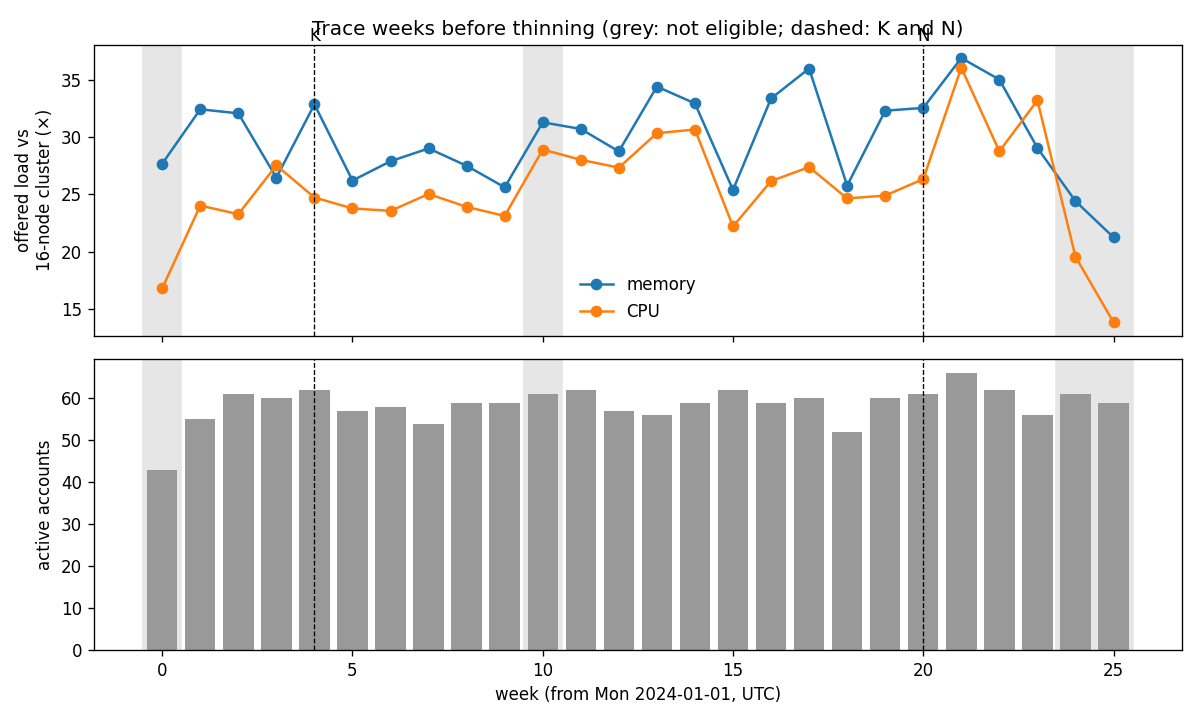 Trace weeks before thinning (grey: not eligible; dashed: K and N)
K
N
35
30
25
20
15
offered load vs
16-node cluster (×)
memory
CPU
60
50
40
30
20
10
0
active accounts
0
5
10
15
20
25
week (from Mon 2024-01-01, UTC)